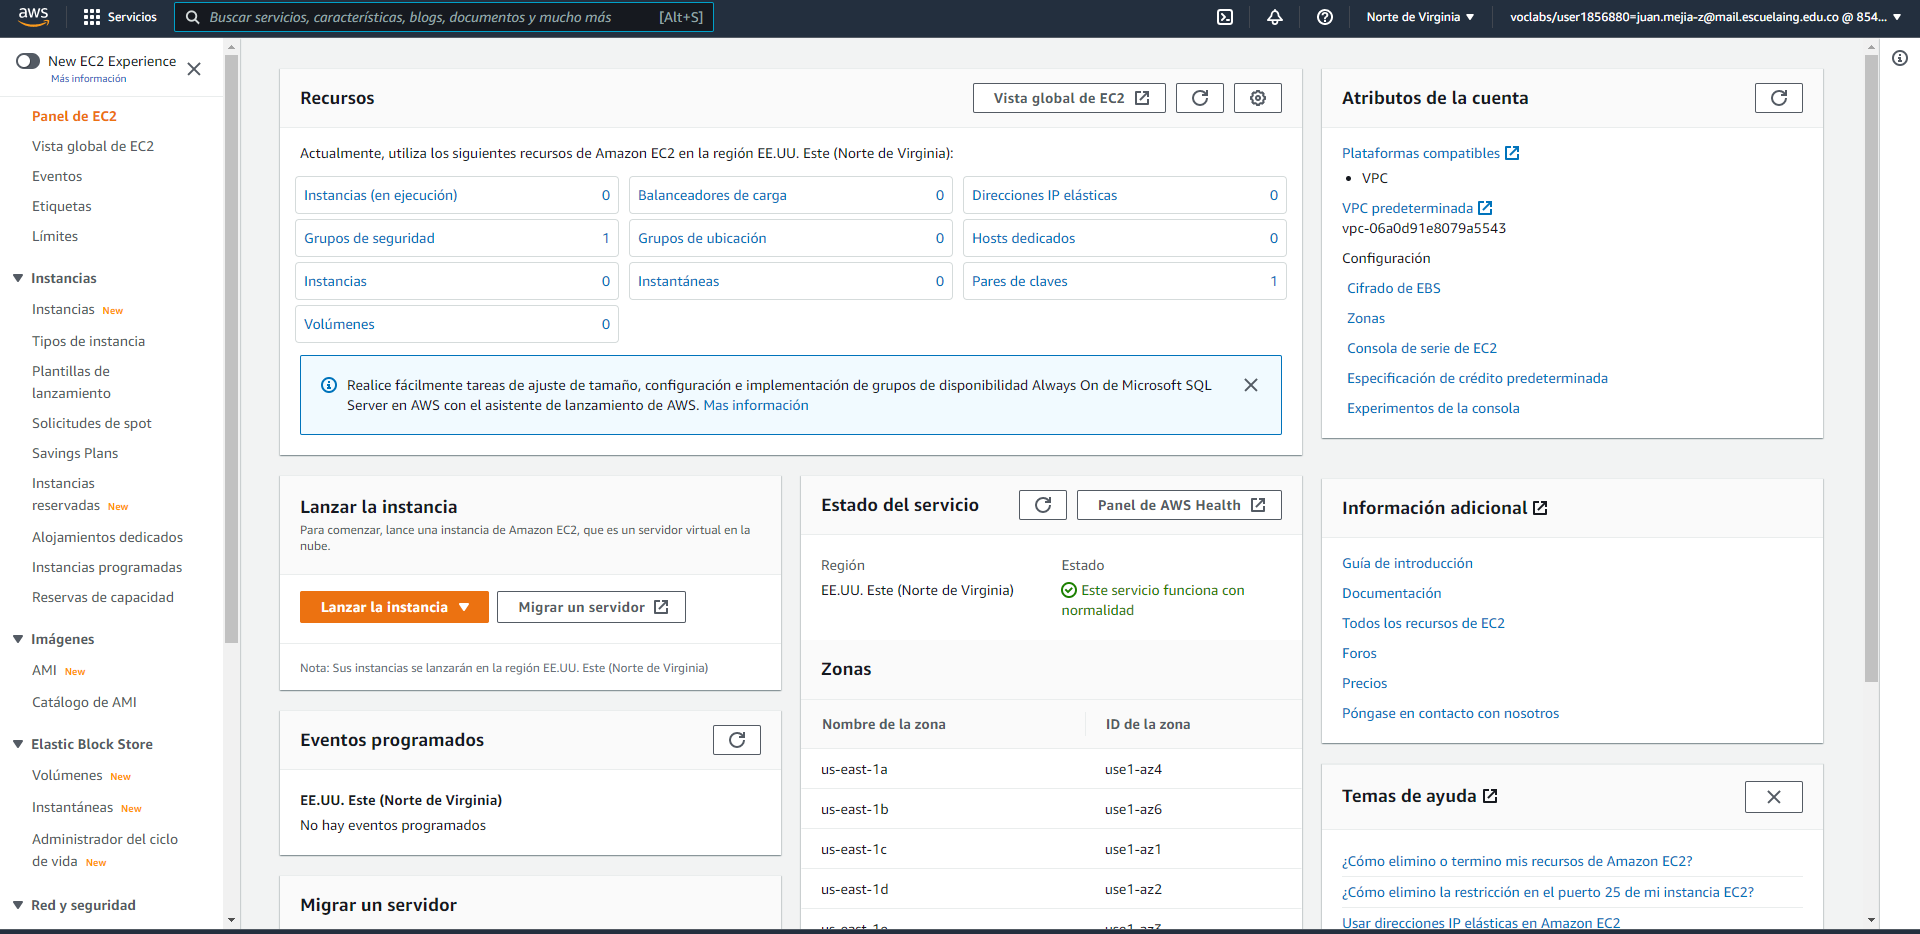 aws
Servicios
Buscar servicios, características, blogs, documentos y mucho más
[Alt+S]
Norte de Virginia
voclabs/user1856880=juan.mejia-z@mail.escuelaing.edu.co @ 854...
New EC2 Experience
Más información
Panel de EC2
Vista global de EC2
Eventos
Etiquetas
Límites
Instancias
Instancias New
Tipos de instancia
Plantillas de
lanzamiento
Solicitudes de spot
Savings Plans
Instancias
reservadas New
Alojamientos dedicados
Instancias programadas
Reservas de capacidad
Imágenes
AMI New
Catálogo de AMI
Elastic Block Store
Volúmenes New
Instantáneas New
Administrador del ciclo
de vida New
Red y seguridad
Recursos
Vista global de EC2
Actualmente, utiliza los siguientes recursos de Amazon EC2 en la región EE.UU. Este (Norte de Virginia):
Instancias (en ejecución) 0
Balanceadores de carga 0
Direcciones IP elásticas 0
Grupos de seguridad 1
Grupos de ubicación 0
Hosts dedicados 0
Instancias 0
Instantáneas 0
Pares de claves 1
Volúmenes 0
Realice fácilmente tareas de ajuste de tamaño, configuración e implementación de grupos de disponibilidad Always On de Microsoft SQL
Server en AWS con el asistente de lanzamiento de AWS. Mas información
Lanzar la instancia
Para comenzar, lance una instancia de Amazon EC2, que es un servidor virtual en la
nube.
Lanzar la instancia
Migrar un servidor
Nota: Sus instancias se lanzarán en la región EE.UU. Este (Norte de Virginia)
Eventos programados
EE.UU. Este (Norte de Virginia)
No hay eventos programados
Migrar un servidor
Estado del servicio
Panel de AWS Health
Región
EE.UU. Este (Norte de Virginia)
Estado
Este servicio funciona con
normalidad
Zonas
Nombre de la zona ID de la zona
us-east-1a use1-az4
us-east-1b use1-az6
us-east-1c use1-az1
us-east-1d use1-az2
us-east-1e use1-az3
Atributos de la cuenta
Plataformas compatibles
VPC
VPC predeterminada
vpc-06a0d91e8079a5543
Configuración
Cifrado de EBS
Zonas
Consola de serie de EC2
Especificación de crédito predeterminada
Experimentos de la consola
Información adicional
Guía de introducción
Documentación
Todos los recursos de EC2
Foros
Precios
Póngase en contacto con nosotros
Temas de ayuda
¿Cómo elimino o termino mis recursos de Amazon EC2?
¿Cómo elimino la restricción en el puerto 25 de mi instancia EC2?
Usar direcciones IP elásticas en Amazon EC2